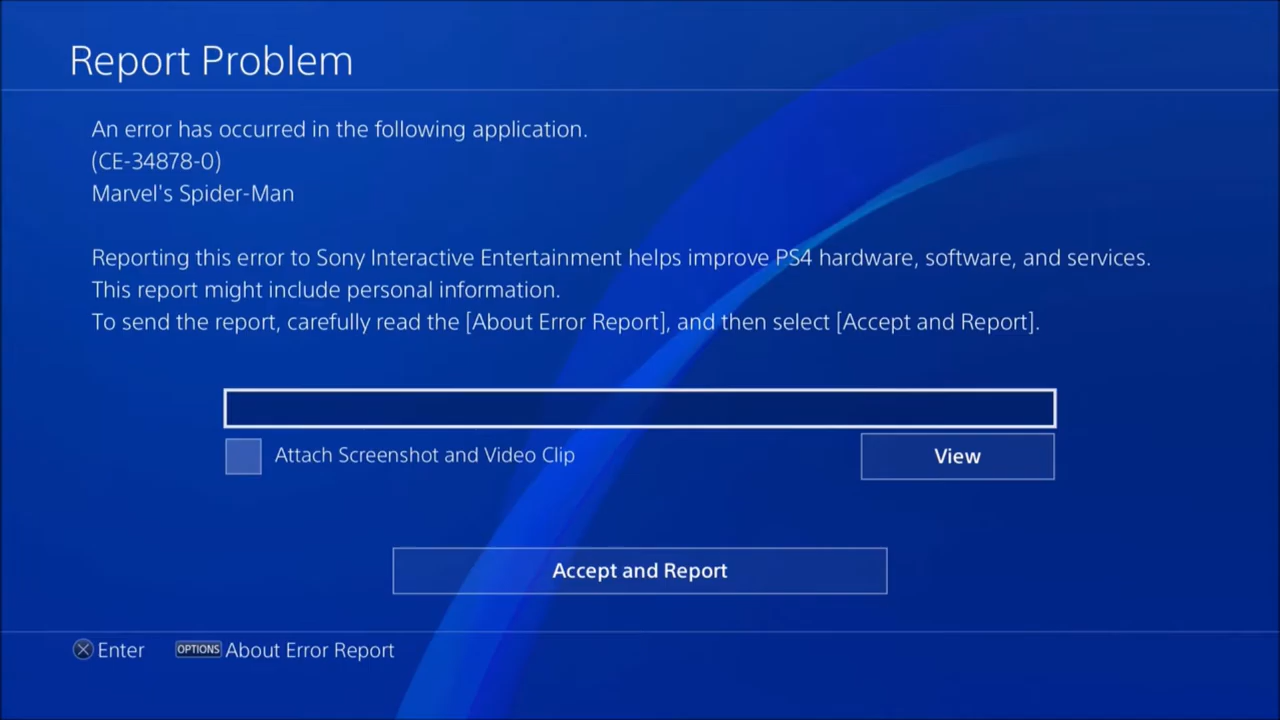 Report Problem
An error has occurred in the following application.
(CE-34878-0)
Marvel's Spider-Man
Reporting this error to Sony Interactive Entertainment helps improve PS4 hardware, software, and services.
This report might include personal information.
To send the report, carefully read the [About Error Report], and then select [Accept and Report].
Attach Screenshot and Video Clip
View
Accept and Report
Enter
OPTIONS About Error Report